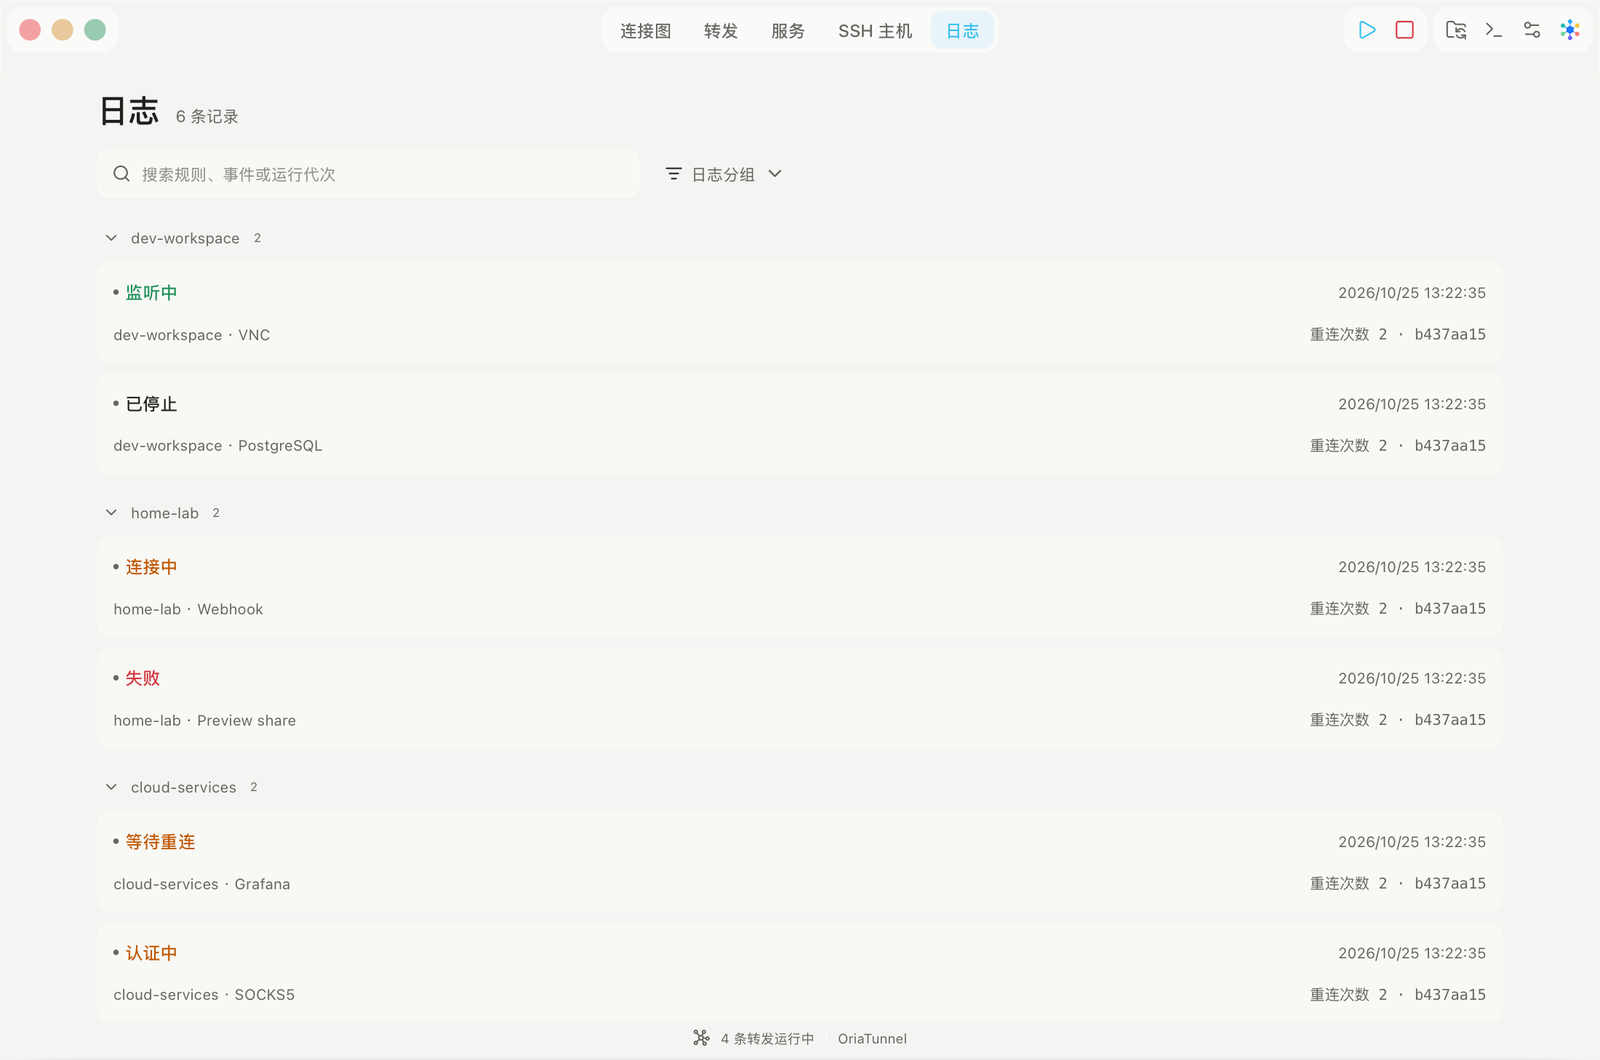 连接图 转发 服务 SSH 主机 日志
日志 6 条记录
搜索规则、事件或运行代次 日志分组
dev-workspace 2
监听中 2026/10/25 13:22:35
dev-workspace · VNC 重连次数 2 · b437aa15
已停止 2026/10/25 13:22:35
dev-workspace · PostgreSQL 重连次数 2 · b437aa15
home-lab 2
连接中 2026/10/25 13:22:35
home-lab · Webhook 重连次数 2 · b437aa15
失败 2026/10/25 13:22:35
home-lab · Preview share 重连次数 2 · b437aa15
cloud-services 2
等待重连 2026/10/25 13:22:35
cloud-services · Grafana 重连次数 2 · b437aa15
认证中 2026/10/25 13:22:35
cloud-services · SOCKS5 重连次数 2 · b437aa15
4 条转发运行中 OriaTunnel